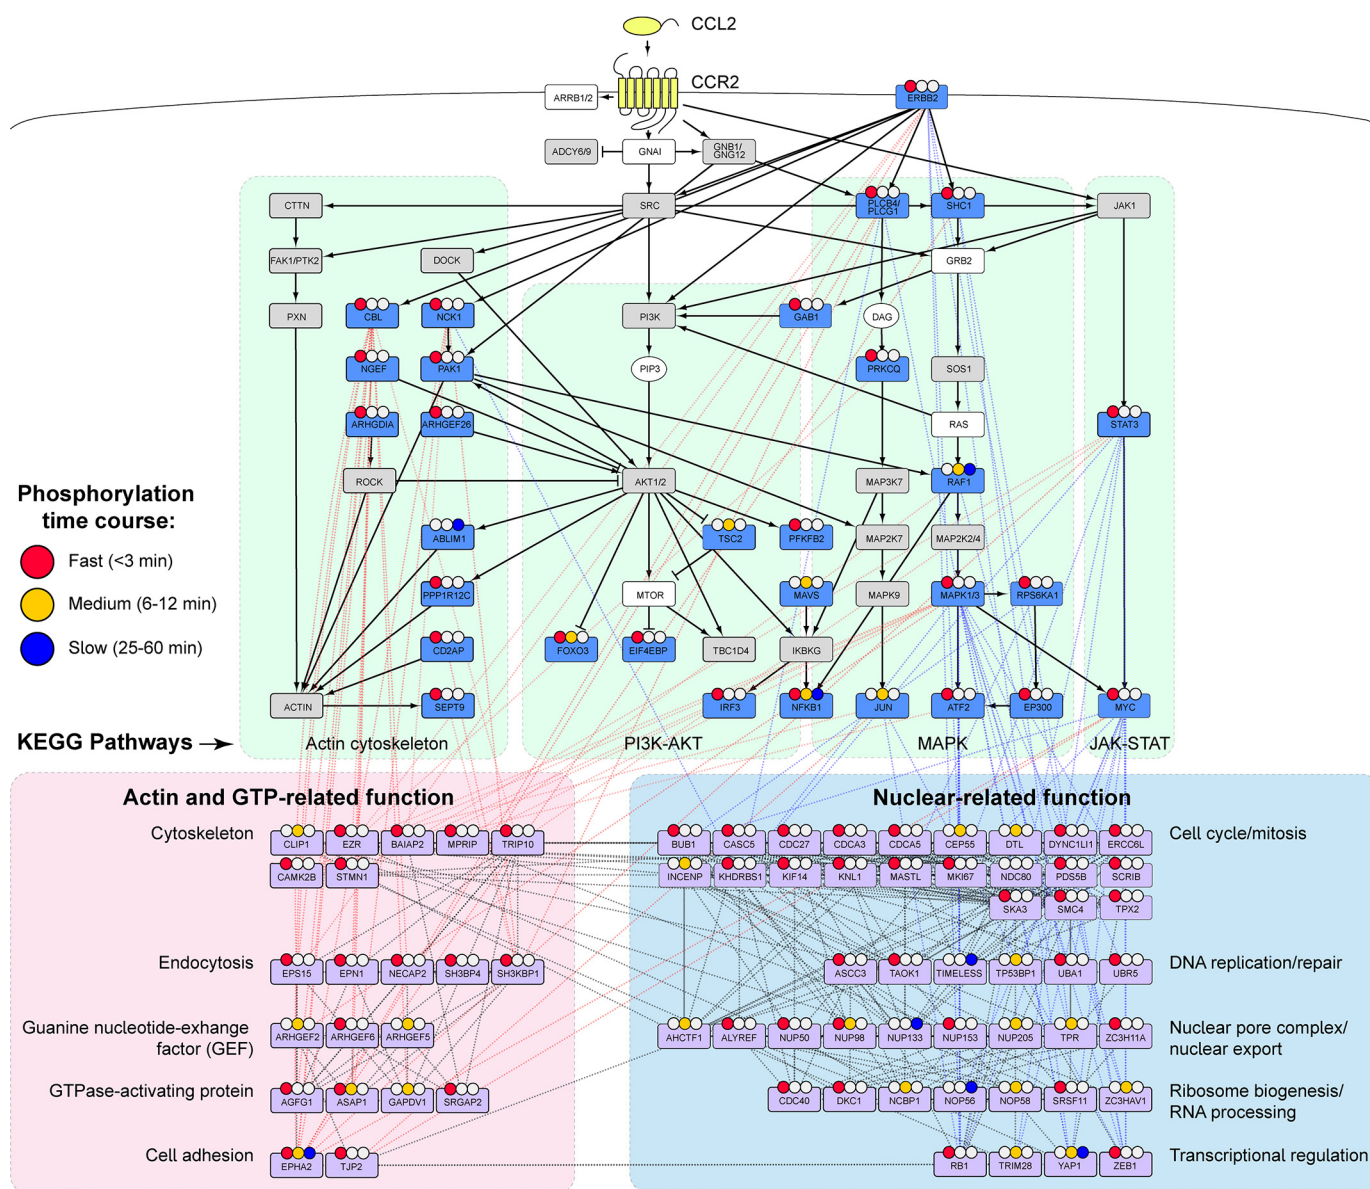 CCL2
CCR2
ARRB1/2
ERBB2
ADCY6/9
GNAI
GNB1/
GNG12
CTTN
SRC
PLCB4/
PLCG1
SHC1
JAK1
FAK1/PTK2
DOCK
GRB2
PXN
CBL
NCK1
PI3K
GAB1
DAG
NGEF
PAK1
PIP3
PRKCQ
SOS1
ARHGDIA
ARHGEF26
RAS
STAT3
ROCK
AKT1/2
MAP3K7
RAF1
Phosphorylation
time course:
Fast (<3 min)
Medium (6-12 min)
Slow (25-60 min)
ABLIM1
TSC2
PFKFB2
MAP2K7
MAP2K2/4
PPP1R12C
MTOR
MAVS
MAPK9
MAPK1/3
RPS6KA1
CD2AP
FOXO3
EIF4EBP
TBC1D4
IKBKG
ACTIN
SEPT9
IRF3
NFKB1
JUN
ATF2
EP300
MYC
KEGG Pathways
Actin cytoskeleton
PI3K-AKT
MAPK
JAK-STAT
Actin and GTP-related function
Cytoskeleton
CLIP1
EZR
BAIAP2
MPRIP
TRIP10
CAMK2B
STMN1
Endocytosis
EPS15
EPN1
NECAP2
SH3BP4
SH3KBP1
Guanine nucleotide-exhange
factor (GEF)
ARHGEF2
ARHGEF6
ARHGEF5
GTPase-activating protein
AGFG1
ASAP1
GAPDV1
SRGAP2
Cell adhesion
EPHA2
TJP2
Nuclear-related function
BUB1
CASC5
CDC27
CDCA3
CDCA5
CEP55
DTL
DYNC1LI1
ERCC6L
Cell cycle/mitosis
INCENP
KHDRBS1
KIF14
KNL1
MASTL
MKI67
NDC80
PDS5B
SCRIB
SKA3
SMC4
TPX2
ASCC3
TAOK1
TIMELESS
TP53BP1
UBA1
UBR5
DNA replication/repair
AHCTF1
ALYREF
NUP50
NUP98
NUP133
NUP153
NUP205
TPR
ZC3H11A
Nuclear pore complex/
nuclear export
CDC40
DKC1
NCBP1
NOP56
NOP58
SRSF11
ZC3HAV1
Ribosome biogenesis/
RNA processing
RB1
TRIM28
YAP1
ZEB1
Transcriptional regulation